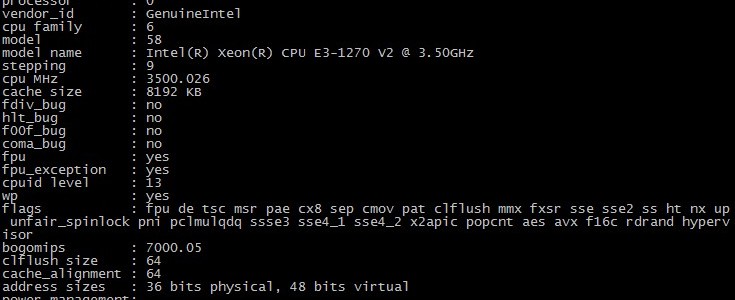 processor : 0
vendor_id : GenuineIntel
cpu family : 6
model : 58
model name : Intel(R) Xeon(R) CPU E3-1270 V2 @ 3.50GHz
stepping : 9
cpu MHz : 3500.026
cache size : 8192 KB
fdiv_bug : no
hlt_bug : no
f00f_bug : no
coma_bug : no
fpu : yes
fpu_exception : yes
cpuid level : 13
wp : yes
flags : fpu de tsc msr pae cx8 sep cmov pat clflush mmx fxsr sse sse2 ss ht nx up
unfair_spinlock pni pclmulqdq ssse3 sse4_1 sse4_2 x2apic popcnt aes avx f16c rdrand hyperv
isor
bogomips : 7000.05
clflush size : 64
cache_alignment : 64
address sizes : 36 bits physical, 48 bits virtual
power management: